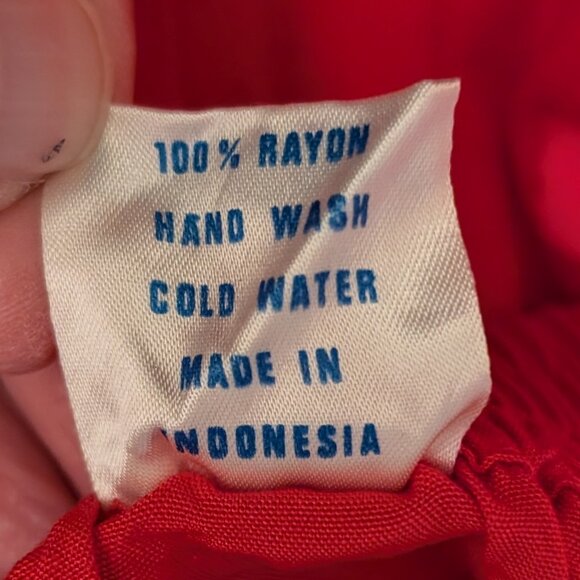 100% RAYON
HAND WASH
COLD WATER
MADE IN
INDONESIA